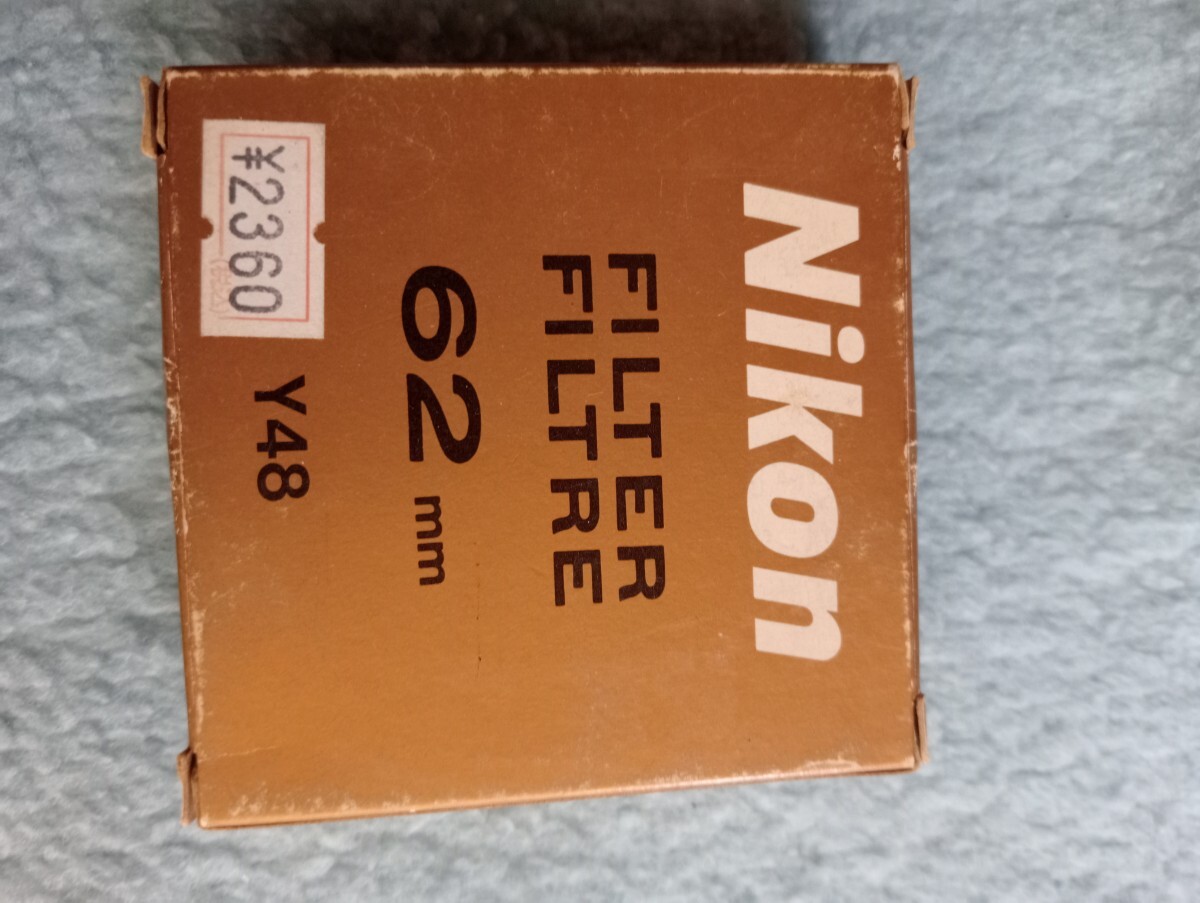 Nikon
FILTER
FILTRE
62 mm
Y48
¥2360